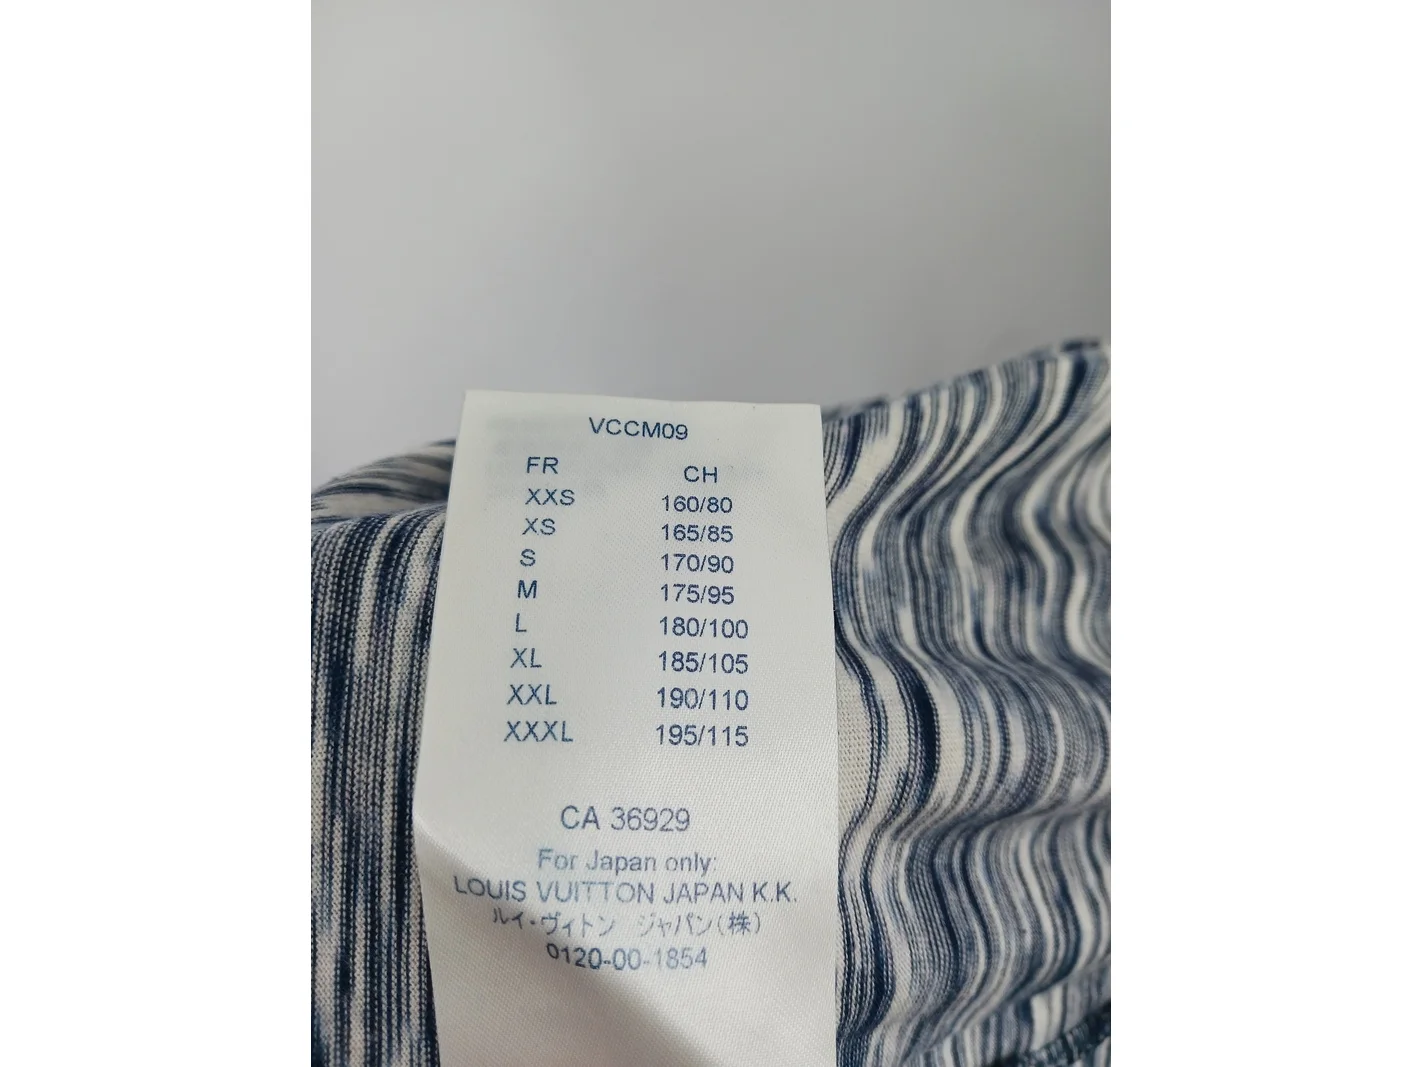 VCCM09
FR CH
XXS 160/80
XS 165/85
S 170/90
M 175/95
L 180/100
XL 185/105
XXL 190/110
XXXL 195/115
CA 36929
For Japan only:
LOUIS VUITTON JAPAN K.K.
ルイ・ヴィトン ジャパン(株)
0120-00-1854